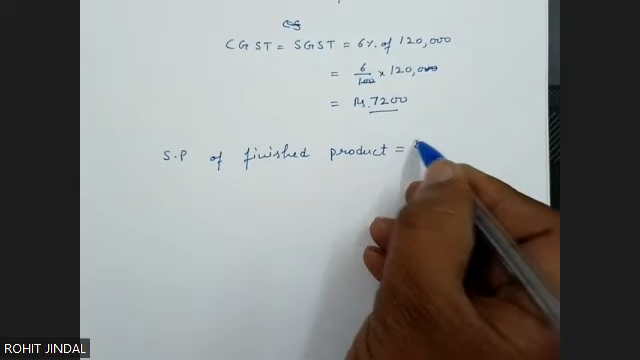 CGST = SGST = 6% of 120,000
= 6/100 x 120,000
= Rs.7200
S.P of finished product =
ROHIT JINDAL